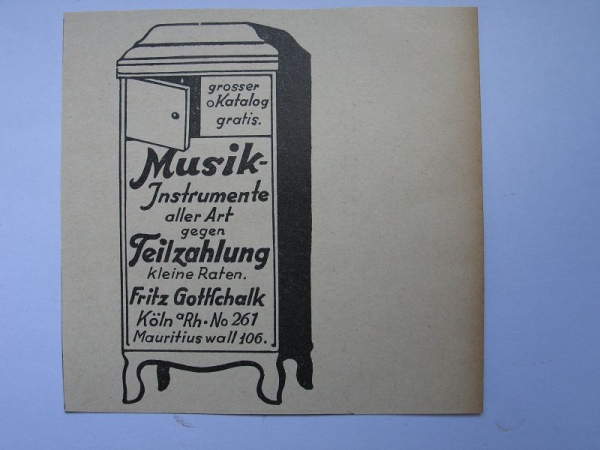 grosser
Katalog
gratis.
Musik-
Instrumente
aller Art
gegen
Teilzahlung
kleine Raten.
Fritz Gottschalk
Köln a Rh. No 261
Mauritius wall 106.